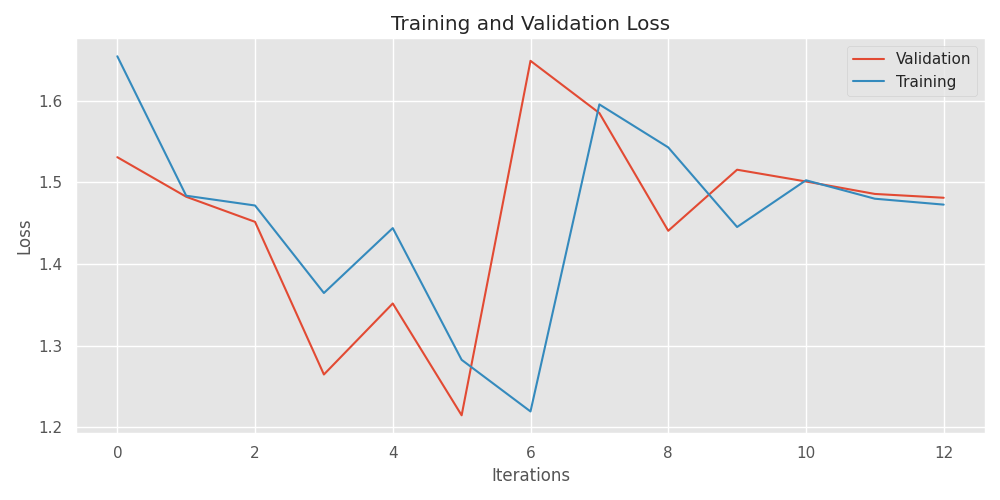 Training and Validation Loss
Validation
Training
Loss
1.6
1.5
1.4
1.3
1.2
0 2 4 6 8 10 12
Iterations